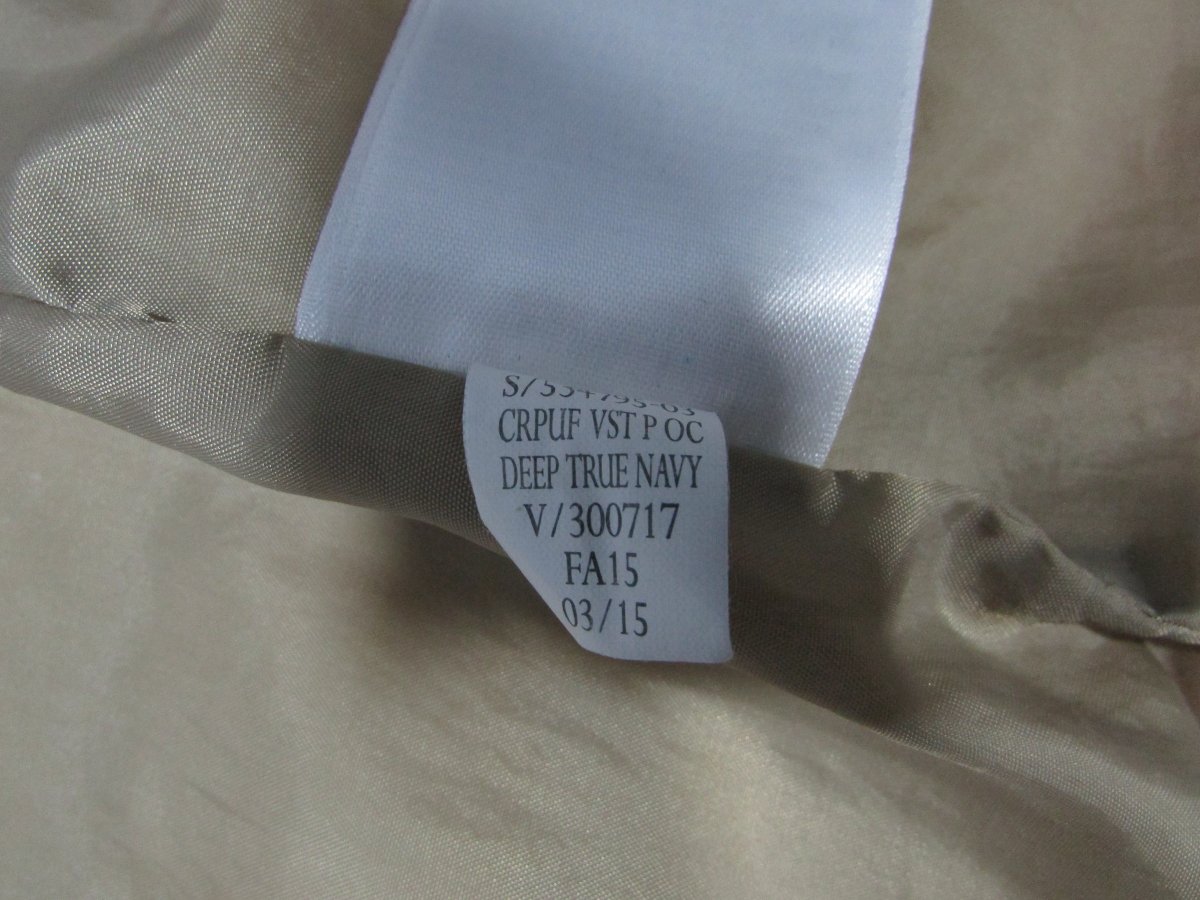 CRPUF VST P OC
DEEP TRUE NAVY
V/300717
FA15
03/15